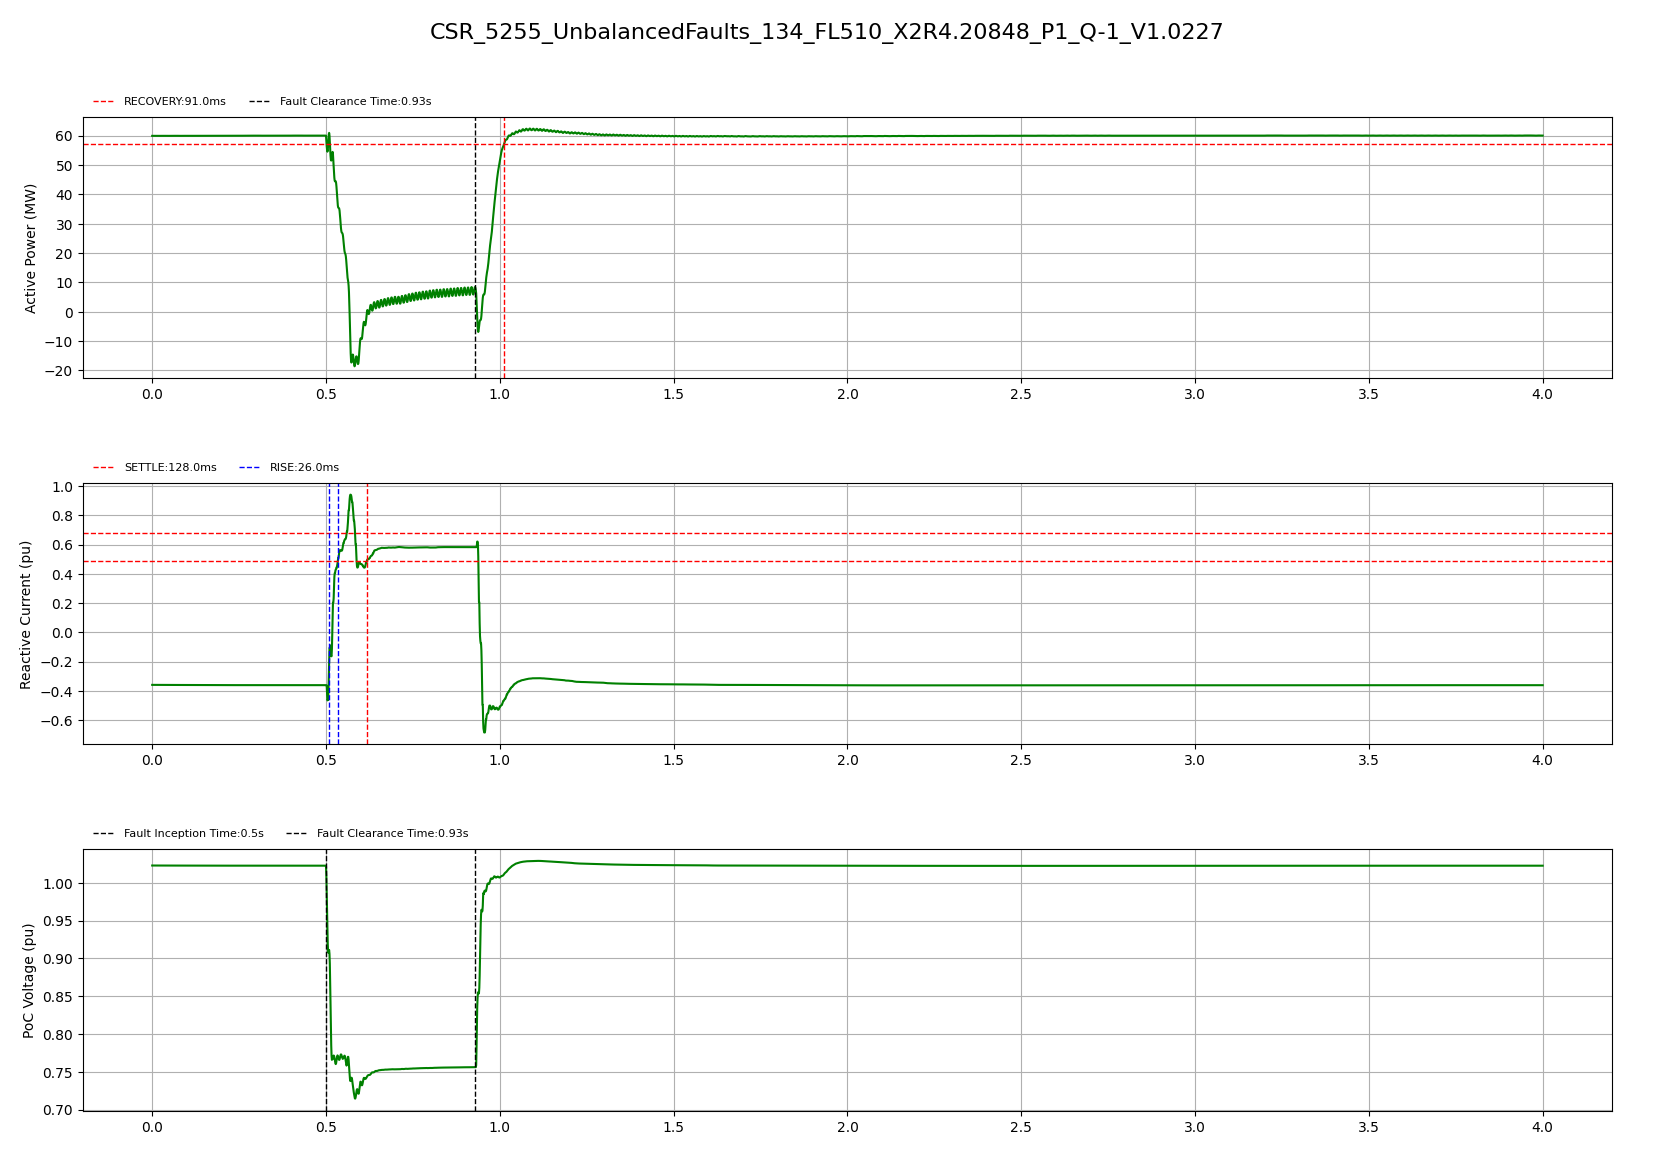 CSR_5255_UnbalancedFaults_134_FL510_X2R4.20848_P1_Q-1_V1.0227
RECOVERY:91.0ms Fault Clearance Time:0.93s
60
50
40
30
20
10
0
−10
−20
Active Power (MW)
0.0 0.5 1.0 1.5 2.0 2.5 3.0 3.5 4.0
SETTLE:128.0ms RISE:26.0ms
1.0
0.8
0.6
0.4
0.2
0.0
−0.2
−0.4
−0.6
Reactive Current (pu)
0.0 0.5 1.0 1.5 2.0 2.5 3.0 3.5 4.0
Fault Inception Time:0.5s Fault Clearance Time:0.93s
1.00
0.95
0.90
0.85
0.80
0.75
0.70
PoC Voltage (pu)
0.0 0.5 1.0 1.5 2.0 2.5 3.0 3.5 4.0